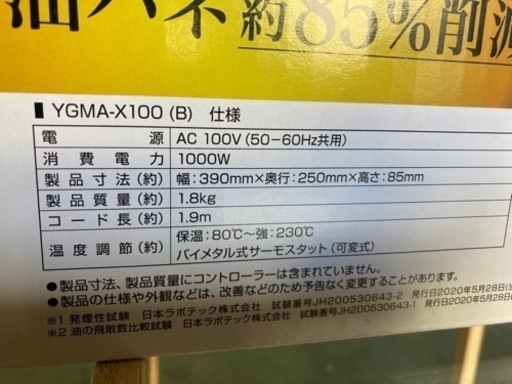 油ハネ 約85%削減
■ YGMA-X100 (B) 仕様
電源 AC 100V (50-60Hz共用)
消費電力 1000W
製品寸法(約) 幅:390mm×奥行:250mm×高さ:85mm
製品質量(約) 1.8kg
コード長(約) 1.9m
温度調節(約) 保温:80℃〜強:230℃
バイメタル式サーモスタット(可変式)
●製品寸法、製品質量にコントローラーは含まれていません。
●製品の仕様や外観などは、改善などのため予告なく変更することがあります。
※1 発煙性試験 日本ラボテック株式会社 試験番号JH200530643-2 発行日2020年5月28日
※2 油の飛散数比較試験 日本ラボテック株式会社 試験番号JH200530643-1 発行日2020年5月28